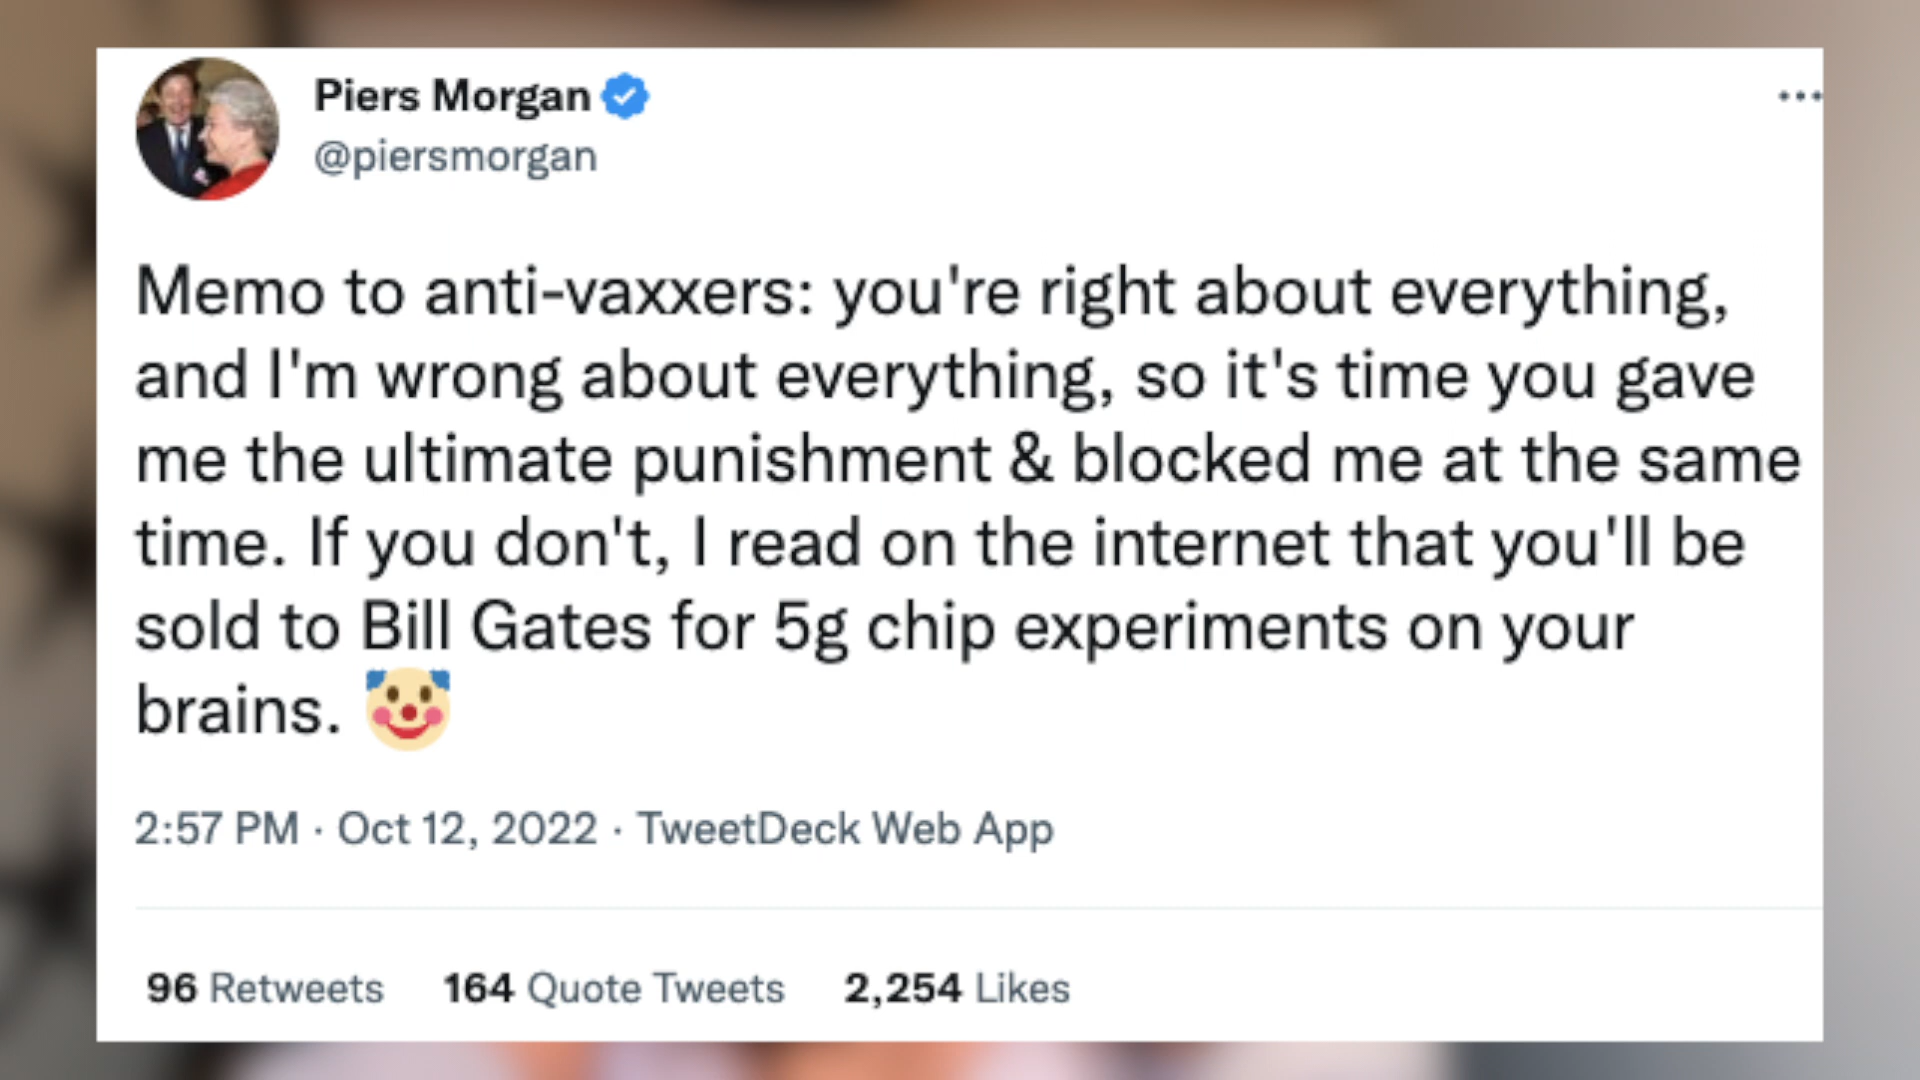 Piers Morgan
@piersmorgan
Memo to anti-vaxxers: you're right about everything,
and I'm wrong about everything, so it's time you gave
me the ultimate punishment & blocked me at the same
time. If you don't, I read on the internet that you'll be
sold to Bill Gates for 5g chip experiments on your
brains. 🤡
2:57 PM · Oct 12, 2022 · TweetDeck Web App
96 Retweets 164 Quote Tweets 2,254 Likes